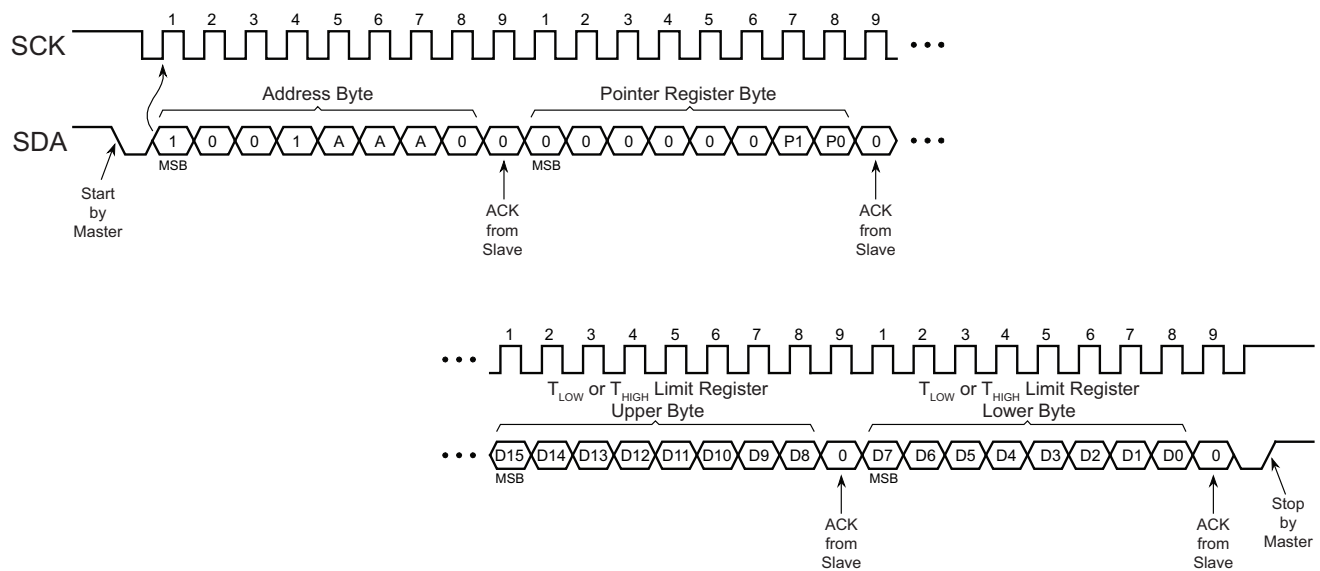 1 2 3 4 5 6 7 8 9 1 2 3 4 5 6 7 8 9
SCK
Address Byte Pointer Register Byte
SDA 1 0 0 1 A A A 0 0 0 0 0 0 0 0 P1 P0 0
MSB MSB
Start
by
Master
ACK
from
Slave
ACK
from
Slave
1 2 3 4 5 6 7 8 9 1 2 3 4 5 6 7 8 9
TLOW or THIGH Limit Register
Upper Byte
TLOW or THIGH Limit Register
Lower Byte
D15 D14 D13 D12 D11 D10 D9 D8 0 D7 D6 D5 D4 D3 D2 D1 D0 0
MSB MSB
ACK
from
Slave
ACK
from
Slave
Stop
by
Master